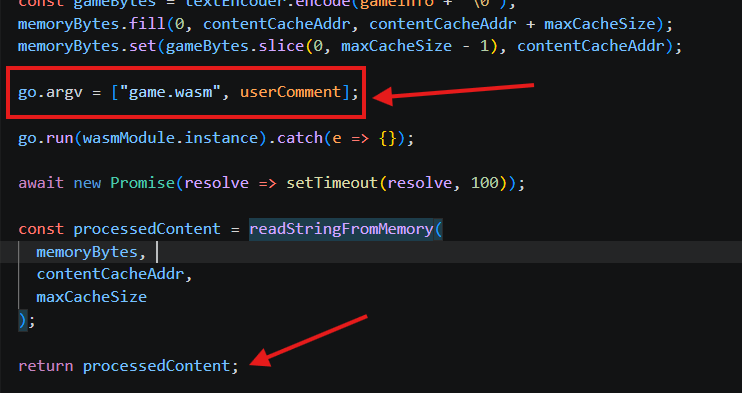 const gameBytes = textEncoder.encode(gameInfo + "\0");
memoryBytes.fill(0, contentCacheAddr, contentCacheAddr + maxCacheSize);
memoryBytes.set(gameBytes.slice(0, maxCacheSize - 1), contentCacheAddr);
go.argv = ["game.wasm", userComment];
go.run(wasmModule.instance).catch(e => {});
await new Promise(resolve => setTimeout(resolve, 100));
const processedContent = readStringFromMemory(
memoryBytes,
contentCacheAddr,
maxCacheSize
);
return processedContent;